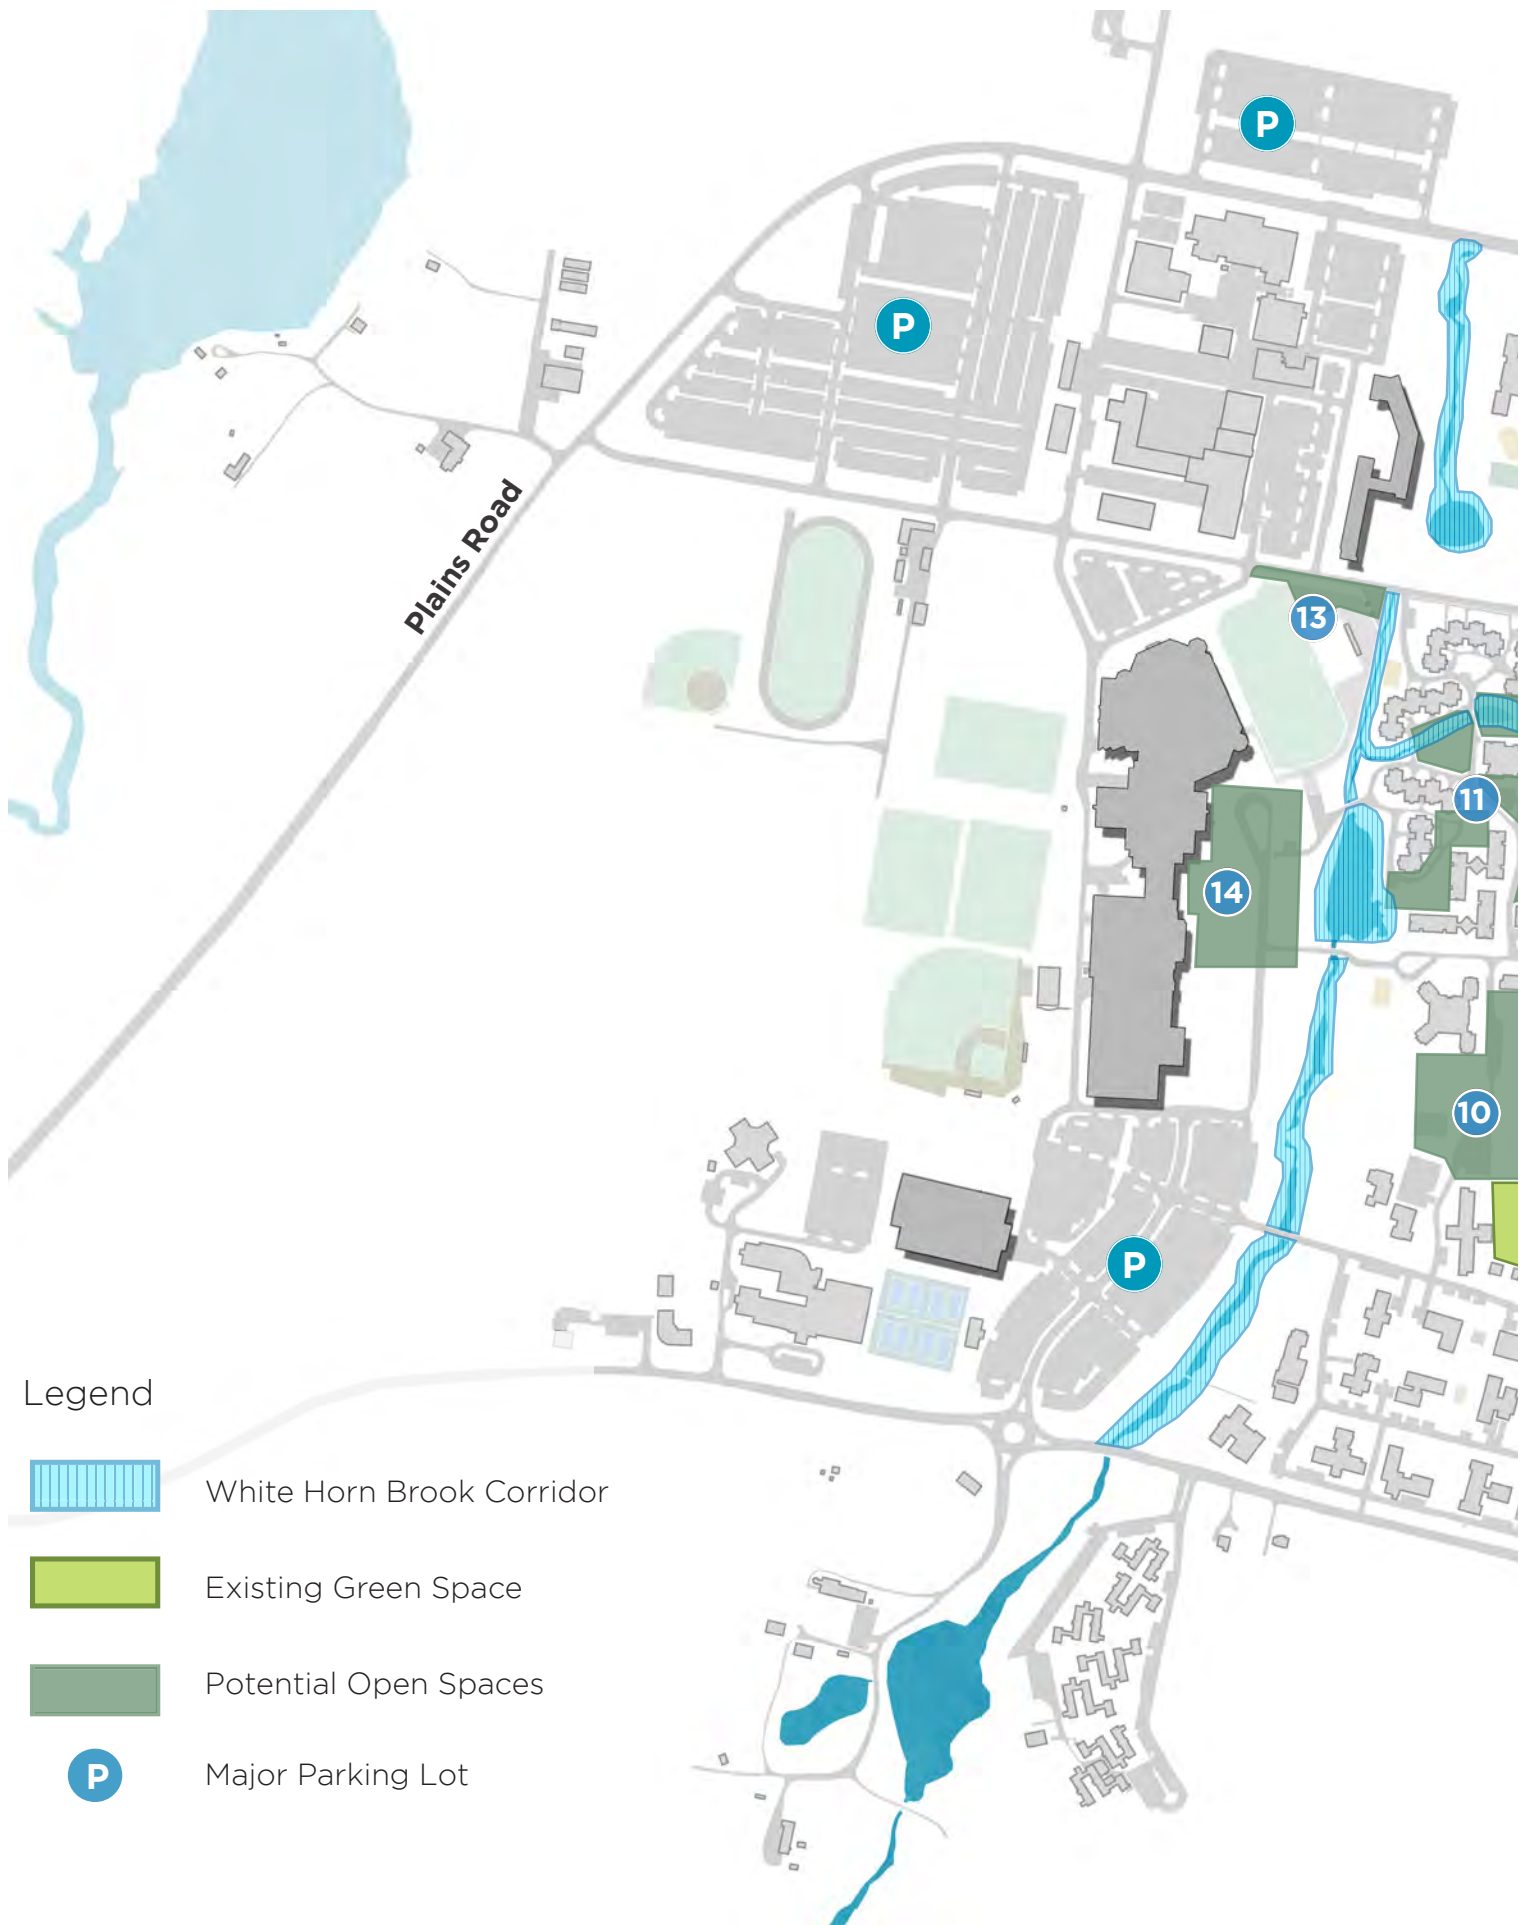 P
P
Plains Road
13
11
14
10
P
Legend
White Horn Brook Corridor
Existing Green Space
Potential Open Spaces
P
Major Parking Lot